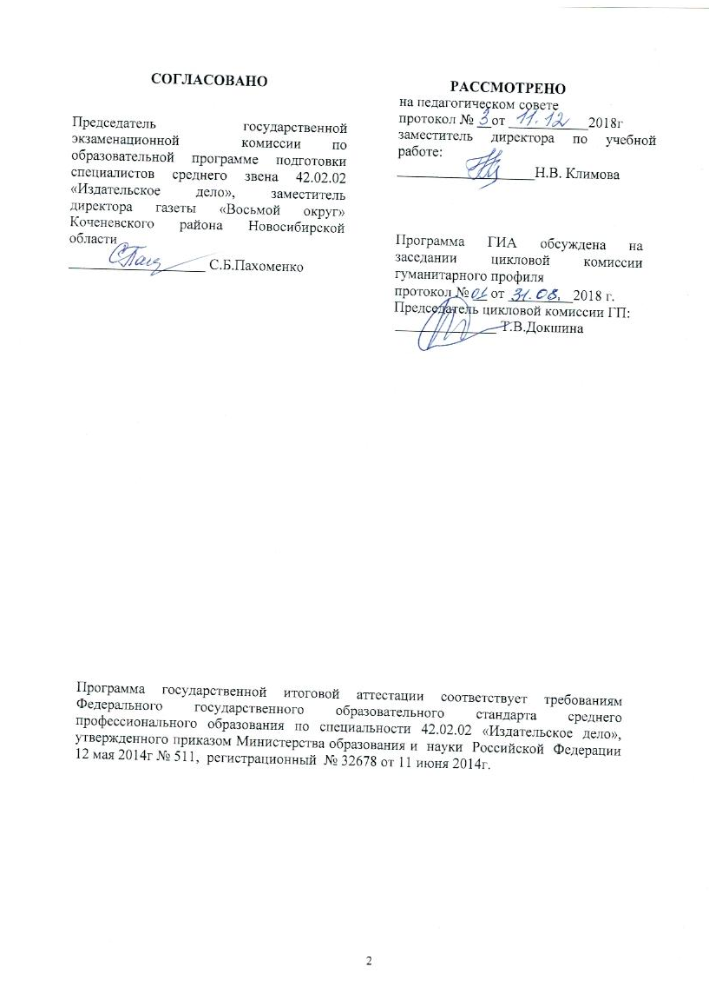 СОГЛАСОВАНО
Председатель государственной
экзаменационной комиссии по
образовательной программе подготовки
специалистов среднего звена 42.02.02
«Издательское дело», заместитель
директора газеты «Восьмой округ»
Коченевского района Новосибирской
области
С.Б.Пахоменко
РАССМОТРЕНО
на педагогическом совете
протокол № 3 от 11.12 2018г
заместитель директора по учебной
работе:
Н.В. Климова
Программа ГИА обсуждена на
заседании цикловой комиссии
гуманитарного профиля
протокол № 01 от 31.08. 2018 г.
Председатель цикловой комиссии ГП:
Т.В.Докшина
Программа государственной итоговой аттестации соответствует требованиям
Федерального государственного образовательного стандарта среднего
профессионального образования по специальности 42.02.02 «Издательское дело»,
утвержденного приказом Министерства образования и науки Российской Федерации
12 мая 2014г № 511, регистрационный № 32678 от 11 июня 2014г.
2